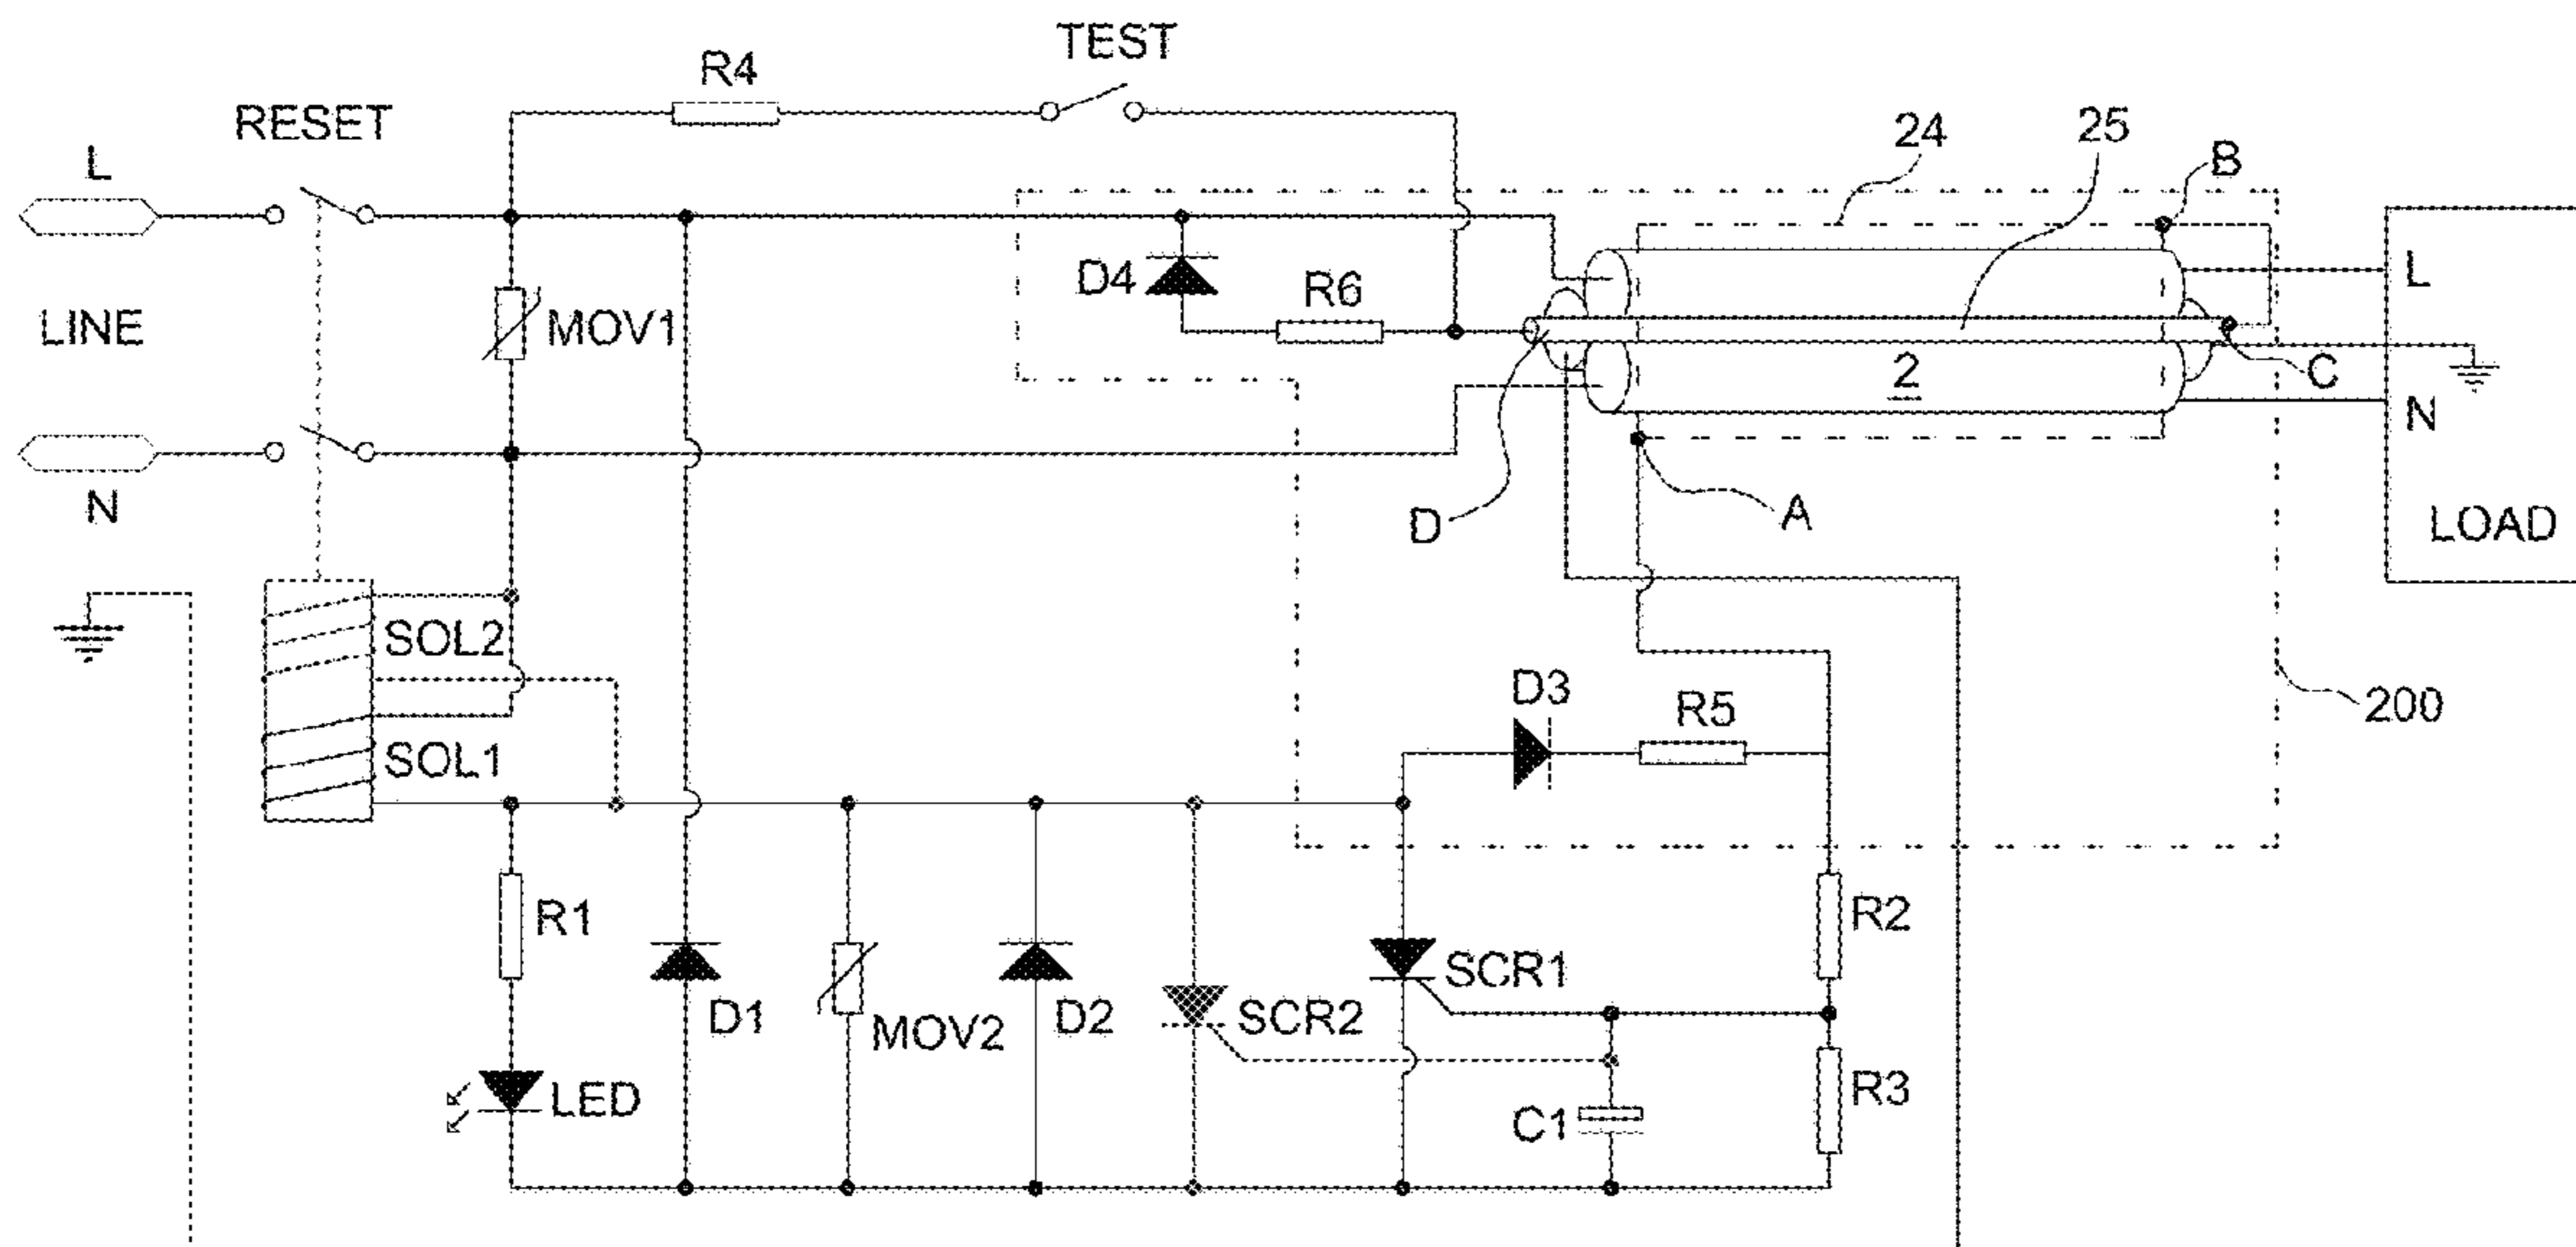 TEST
R4
RESET
24
25
B
L
D4
R6
L
LINE
MOV1
2
C
N
N
D
A
LOAD
SOL2
D3
R5
200
SOL1
R1
R2
SCR1
D1
D2
SCR2
MOV2
LED
C1
R3